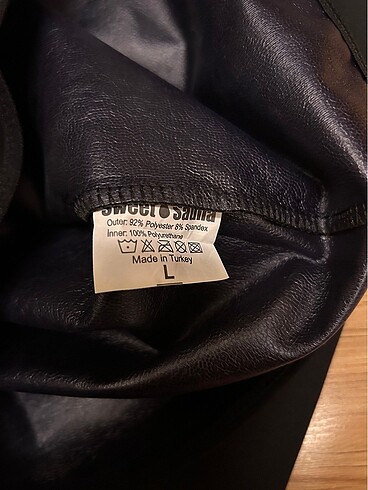 Sweet Sauna
Outer: 92% Polyester 8% Spandex
Inner: 100% Polyurethane
Made in Turkey
L